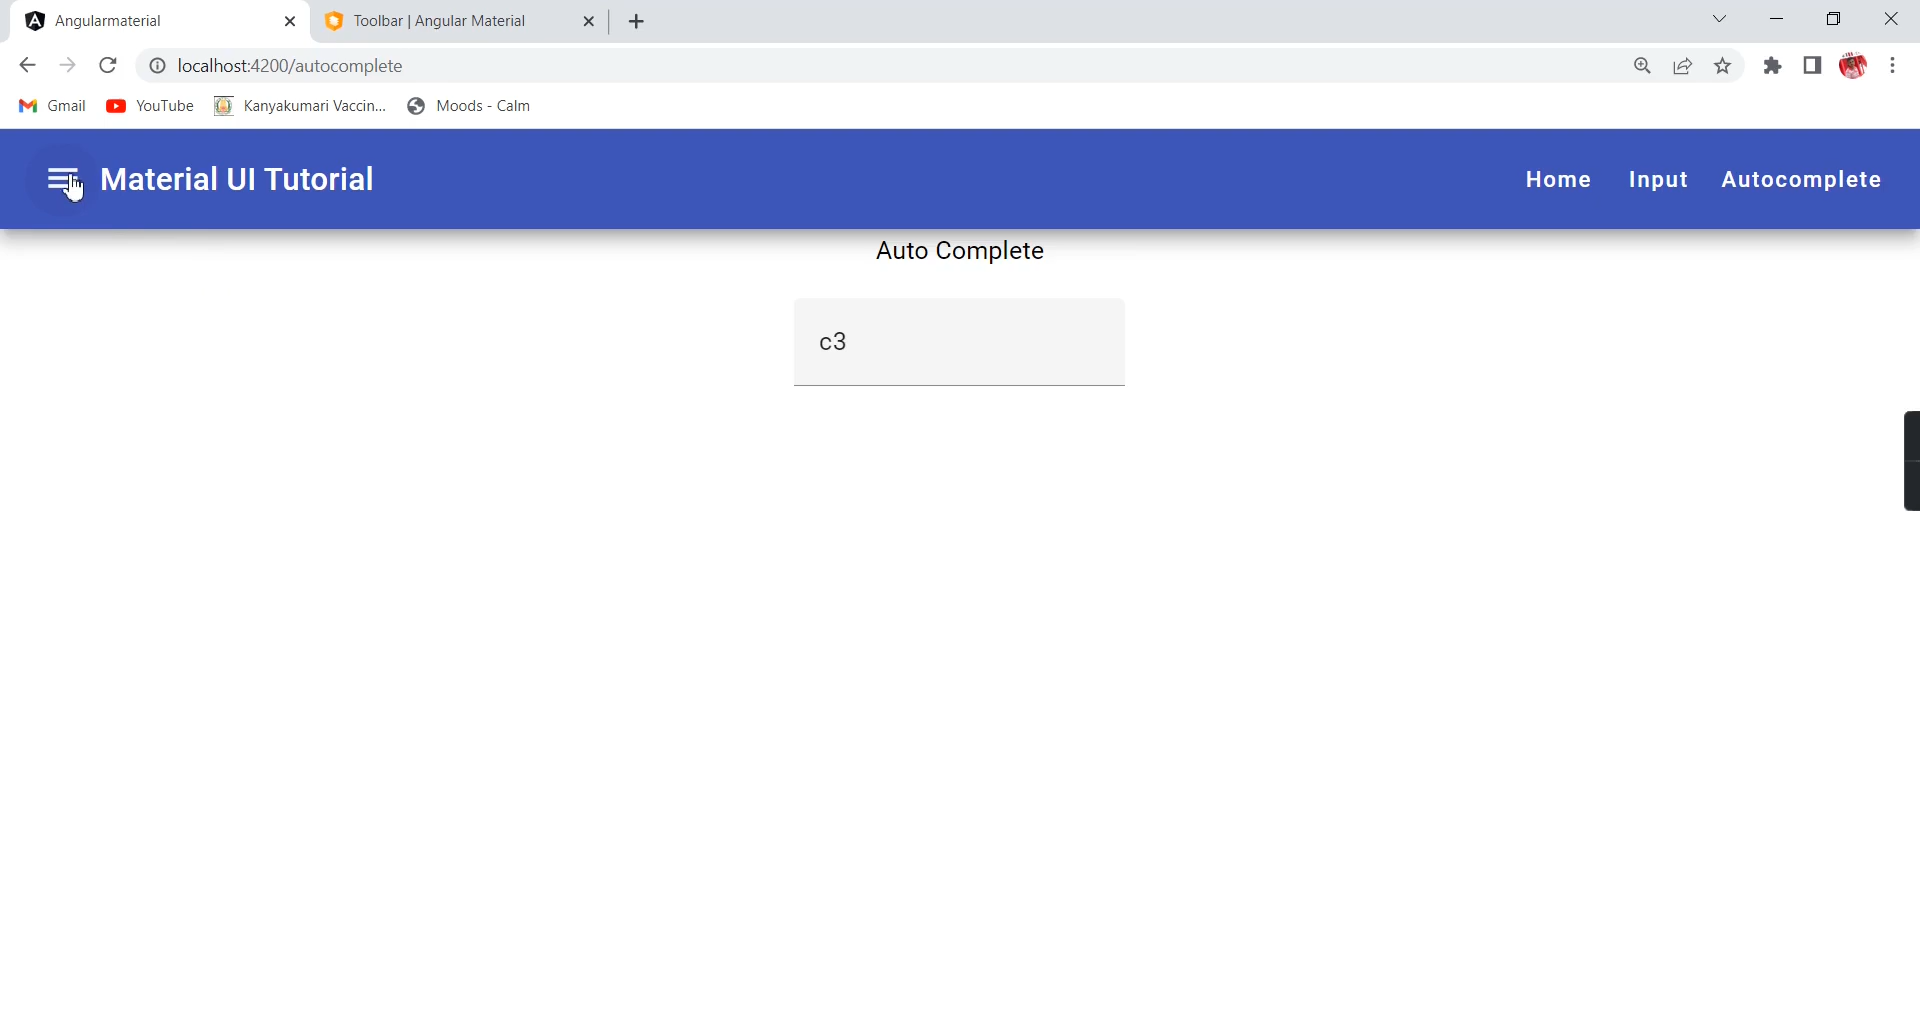 Angularmaterial
Toolbar | Angular Material
localhost:4200/autocomplete
Gmail
YouTube
Kanyakumari Vaccin...
Moods - Calm
Material UI Tutorial
Home
Input
Autocomplete
Auto Complete
c3